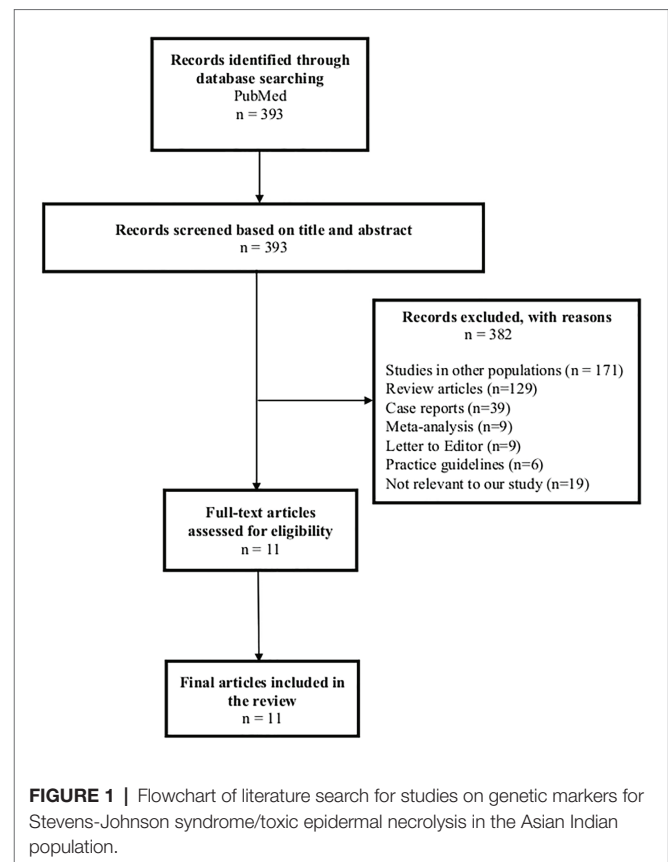 Records identified through
database searching
PubMed
n = 393
Records screened based on title and abstract
n = 393
Records excluded, with reasons
n = 382
Studies in other populations (n = 171)
Review articles (n=129)
Case reports (n=39)
Meta-analysis (n=9)
Letter to Editor (n=9)
Practice guidelines (n=6)
Not relevant to our study (n=19)
Full-text articles
assessed for eligibility
n = 11
Final articles included in
the review
n = 11
FIGURE 1 | Flowchart of literature search for studies on genetic markers for
Stevens-Johnson syndrome/toxic epidermal necrolysis in the Asian Indian
population.